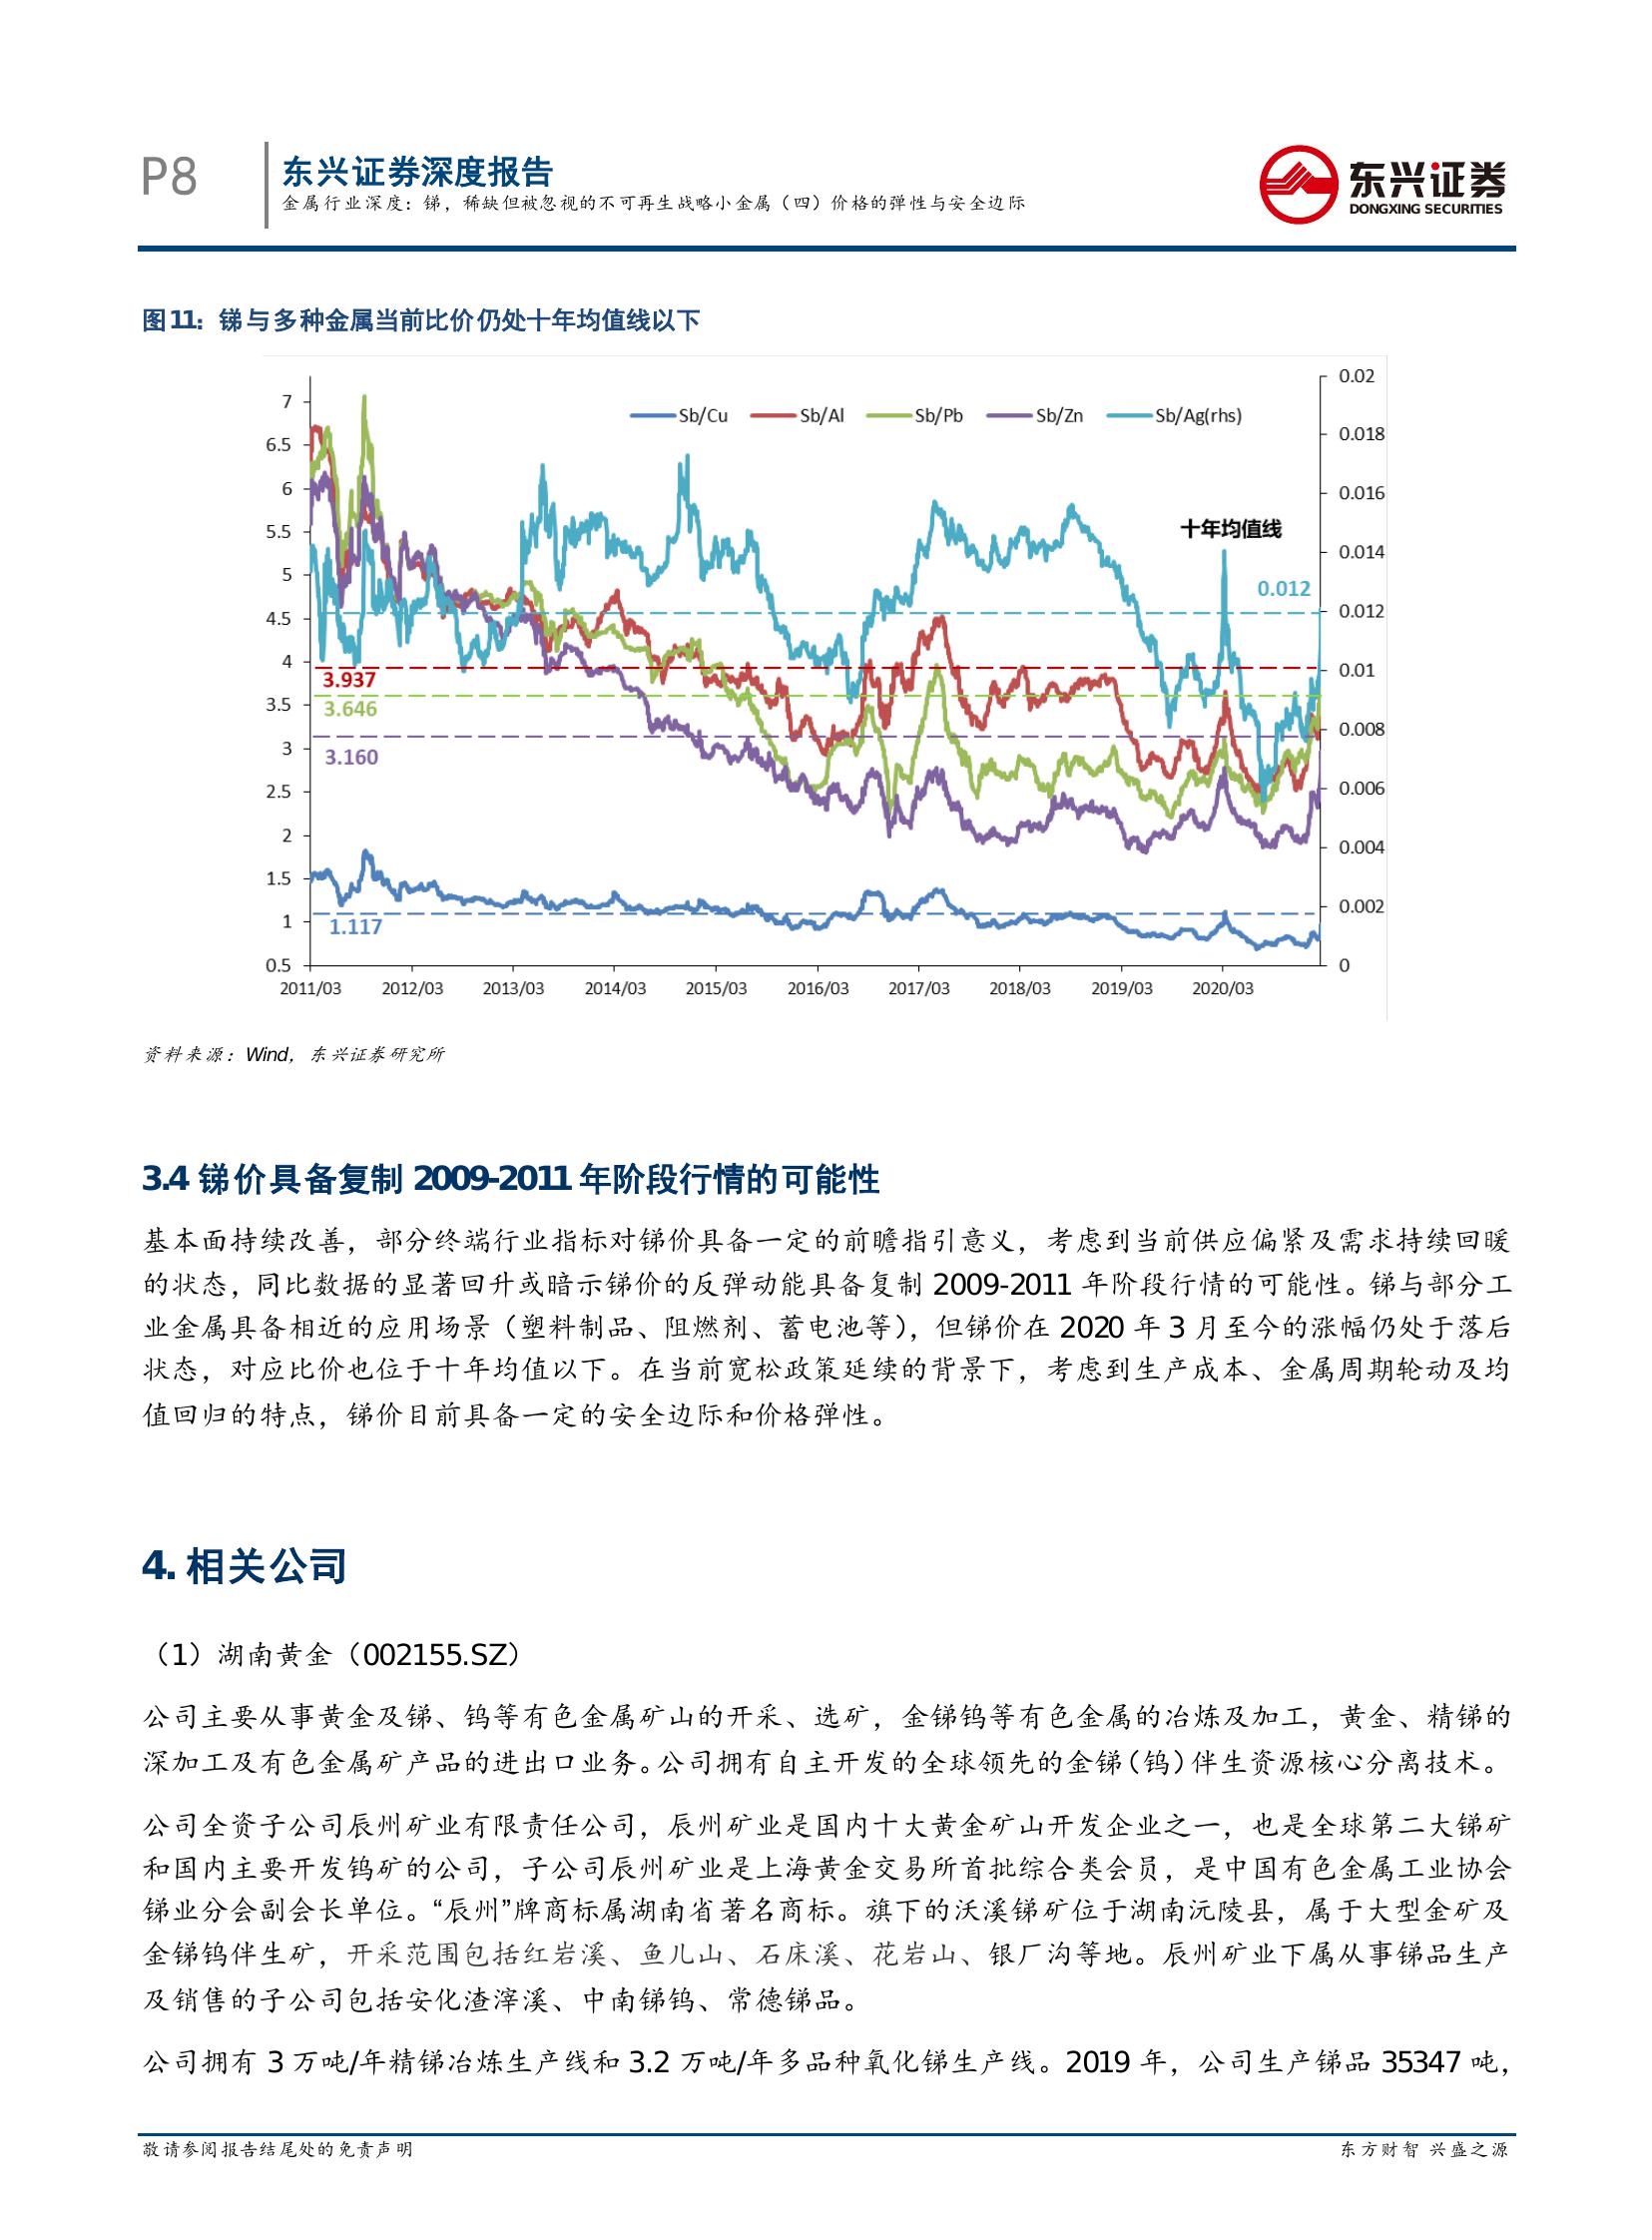 P8
东兴证券深度报告
金属行业深度：锑，稀缺但被忽视的不可再生战略小金属（四）价格的弹性与安全边际
东兴证券
DONGXING SECURITIES
图11：锑与多种金属当前比价仍处十年均值线以下
Sb/Cu Sb/Al Sb/Pb Sb/Zn Sb/Ag(rhs)
7
6.5
6
5.5
5
4.5
4
3.5
3
2.5
2
1.5
1
0.5
0.02
0.018
0.016
0.014
0.012
0.01
0.008
0.006
0.004
0.002
0
十年均值线
0.012
3.937
3.646
3.160
1.117
2011/03 2012/03 2013/03 2014/03 2015/03 2016/03 2017/03 2018/03 2019/03 2020/03
资料来源：Wind，东兴证券研究所
3.4 锑价具备复制 2009-2011 年阶段行情的可能性
基本面持续改善，部分终端行业指标对锑价具备一定的前瞻指引意义，考虑到当前供应偏紧及需求持续回暖
的状态，同比数据的显著回升或暗示锑价的反弹动能具备复制 2009-2011 年阶段行情的可能性。锑与部分工
业金属具备相近的应用场景（塑料制品、阻燃剂、蓄电池等），但锑价在 2020 年 3 月至今的涨幅仍处于落后
状态，对应比价也位于十年均值以下。在当前宽松政策延续的背景下，考虑到生产成本、金属周期轮动及均
值回归的特点，锑价目前具备一定的安全边际和价格弹性。
4. 相关公司
（1）湖南黄金（002155.SZ）
公司主要从事黄金及锑、钨等有色金属矿山的开采、选矿，金锑钨等有色金属的冶炼及加工，黄金、精锑的
深加工及有色金属矿产品的进出口业务。公司拥有自主开发的全球领先的金锑（钨）伴生资源核心分离技术。
公司全资子公司辰州矿业有限责任公司，辰州矿业是国内十大黄金矿山开发企业之一，也是全球第二大锑矿
和国内主要开发钨矿的公司，子公司辰州矿业是上海黄金交易所首批综合类会员，是中国有色金属工业协会
锑业分会副会长单位。“辰州”牌商标属湖南省著名商标。旗下的沃溪锑矿位于湖南沅陵县，属于大型金矿及
金锑钨伴生矿，开采范围包括红岩溪、鱼儿山、石床溪、花岩山、银厂沟等地。辰州矿业下属从事锑品生产
及销售的子公司包括安化渣滓溪、中南锑钨、常德锑品。
公司拥有 3 万吨/年精锑冶炼生产线和 3.2 万吨/年多品种氧化锑生产线。2019 年，公司生产锑品 35347 吨，
敬请参阅报告结尾处的免责声明
东方财智 兴盛之源